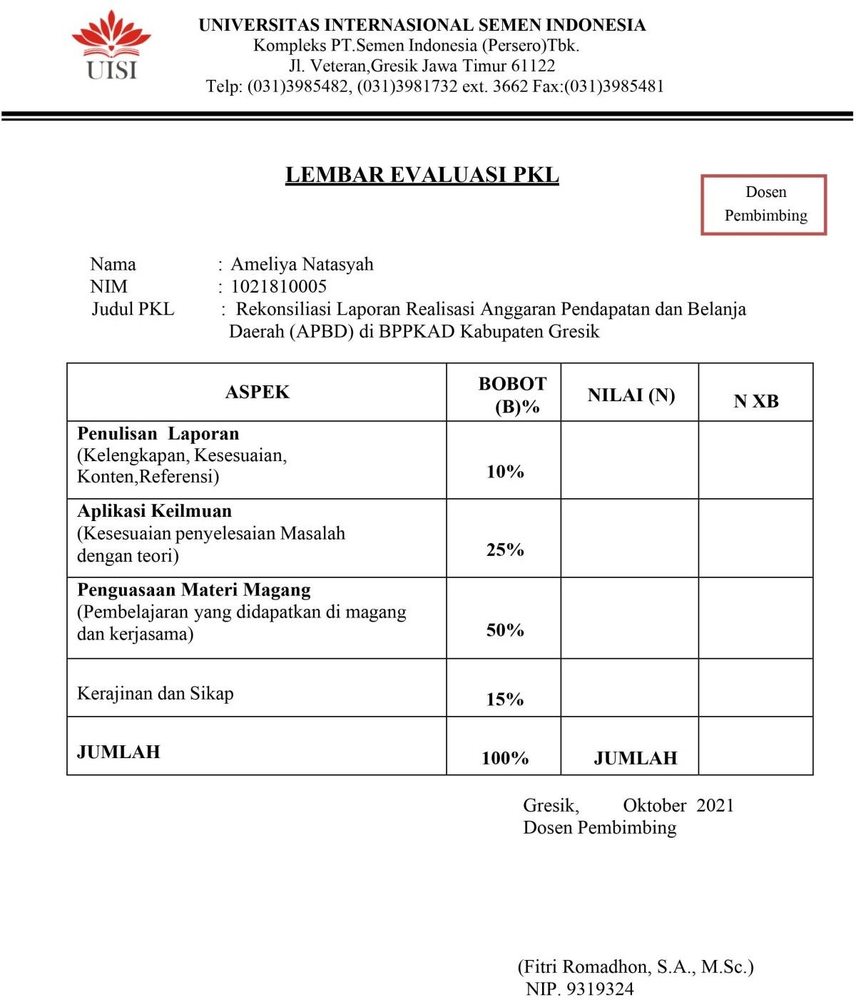 UISI
UNIVERSITAS INTERNASIONAL SEMEN INDONESIA
Kompleks PT.Semen Indonesia (Persero)Tbk.
Jl. Veteran,Gresik Jawa Timur 61122
Telp: (031)3985482, (031)3981732 ext. 3662 Fax:(031)3985481
LEMBAR EVALUASI PKL
Dosen
Pembimbing
Nama : Ameliya Natasyah
NIM : 1021810005
Judul PKL : Rekonsiliasi Laporan Realisasi Anggaran Pendapatan dan Belanja
Daerah (APBD) di BPPKAD Kabupaten Gresik
ASPEK BOBOT (B)% NILAI (N) N XB
Penulisan Laporan
(Kelengkapan, Kesesuaian,
Konten,Referensi) 10%
Aplikasi Keilmuan
(Kesesuaian penyelesaian Masalah
dengan teori) 25%
Penguasaan Materi Magang
(Pembelajaran yang didapatkan di magang
dan kerjasama) 50%
Kerajinan dan Sikap 15%
JUMLAH 100% JUMLAH
Gresik, Oktober 2021
Dosen Pembimbing
(Fitri Romadhon, S.A., M.Sc.)
NIP. 9319324